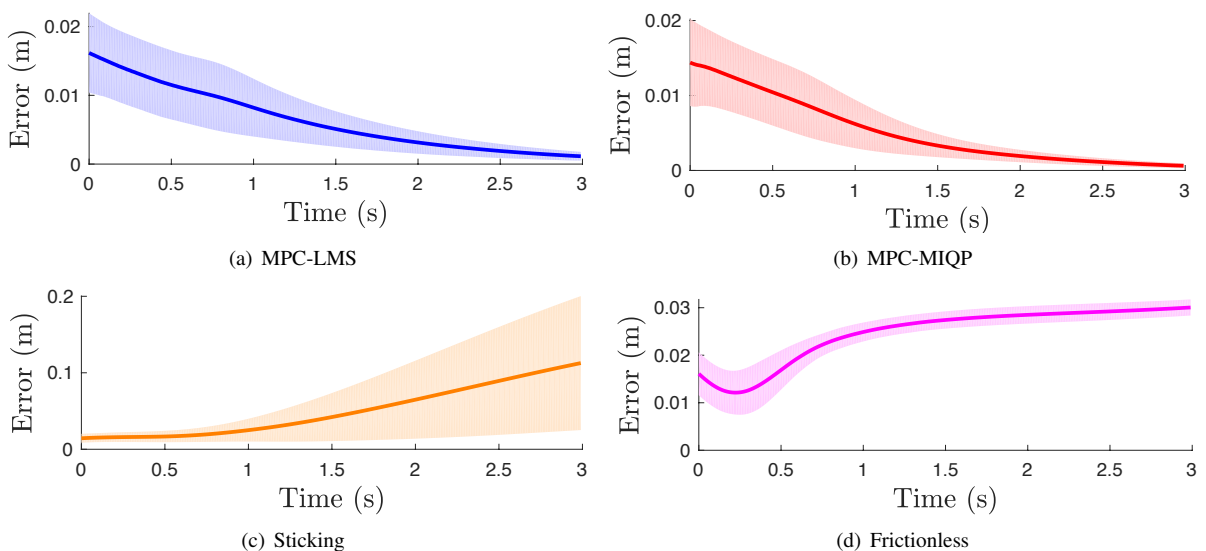 0.02
0.01
0
Error (m)
0 0.5 1 1.5 2 2.5 3
Time (s)
(a) MPC-LMS
0.02
0.01
0
Error (m)
0 0.5 1 1.5 2 2.5 3
Time (s)
(b) MPC-MIQP
0.2
0.1
0
Error (m)
0 0.5 1 1.5 2 2.5 3
Time (s)
(c) Sticking
0.03
0.02
0.01
0
Error (m)
0 0.5 1 1.5 2 2.5 3
Time (s)
(d) Frictionless